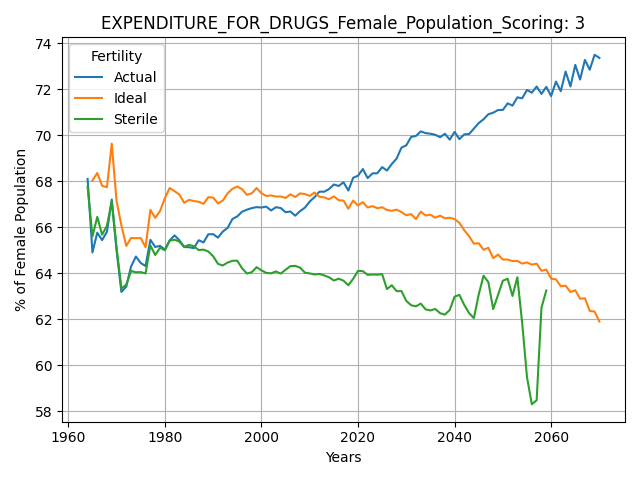 EXPENDITURE_FOR_DRUGS_Female_Population_Scoring: 3
Fertility
Actual
Ideal
Sterile
% of Female Population
74
72
70
68
66
64
62
60
58
1960
1980
2000
2020
2040
2060
Years